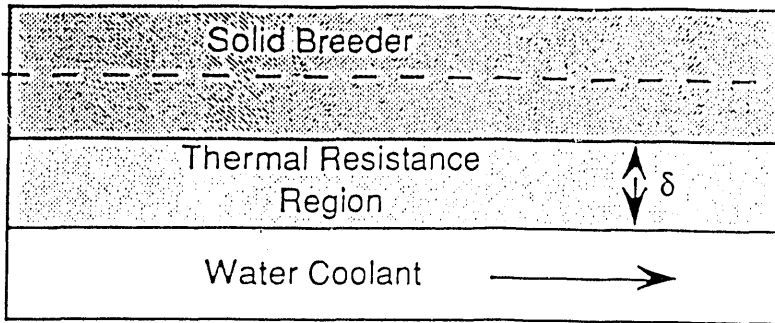 Solid Breeder
Thermal Resistance
Region
δ
Water Coolant